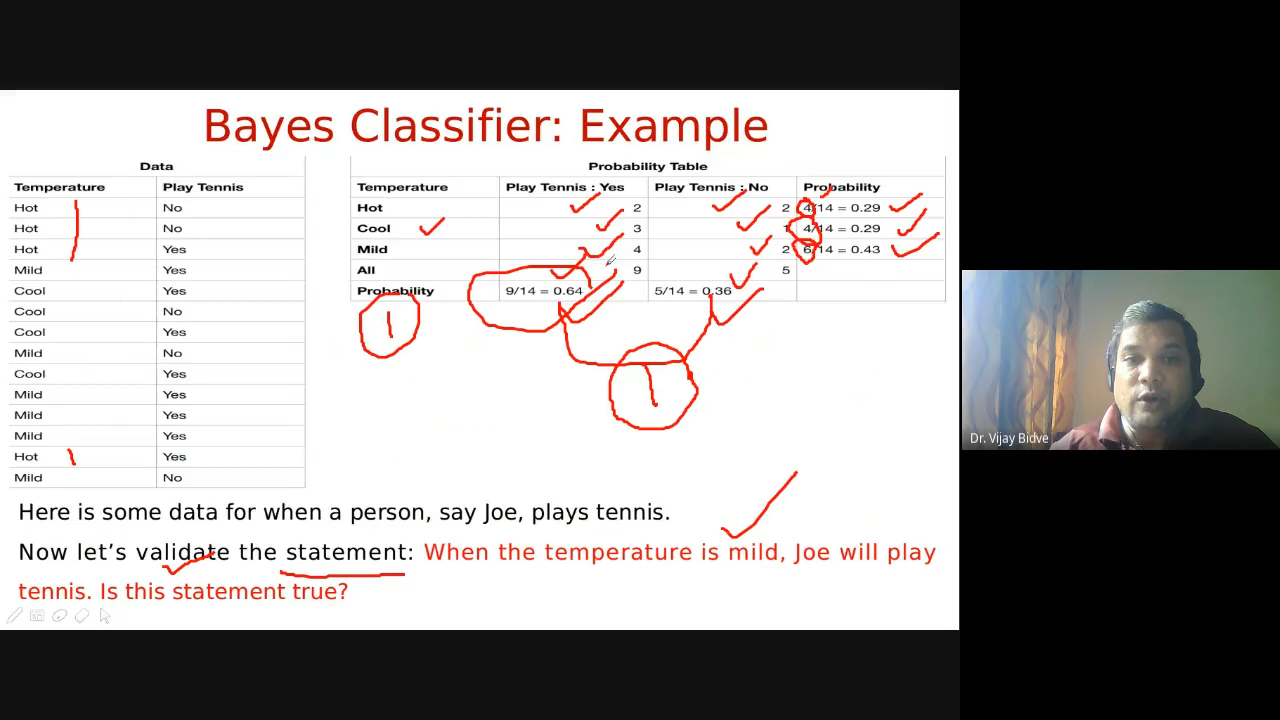 Bayes Classifier: Example
Data
Temperature Play Tennis
Hot No
Hot No
Hot Yes
Mild Yes
Cool Yes
Cool No
Cool Yes
Mild No
Cool Yes
Mild Yes
Mild Yes
Mild Yes
Hot Yes
Mild No
Probability Table
Temperature Play Tennis : Yes Play Tennis : No Probability
Hot 2 2 4/14 = 0.29
Cool 3 1 4/14 = 0.29
Mild 4 2 6/14 = 0.43
All 9 5
Probability 9/14 = 0.64 5/14 = 0.36
1
1
Here is some data for when a person, say Joe, plays tennis.
Now let’s validate the statement: When the temperature is mild, Joe will play
tennis. Is this statement true?
Dr. Vijay Bidve